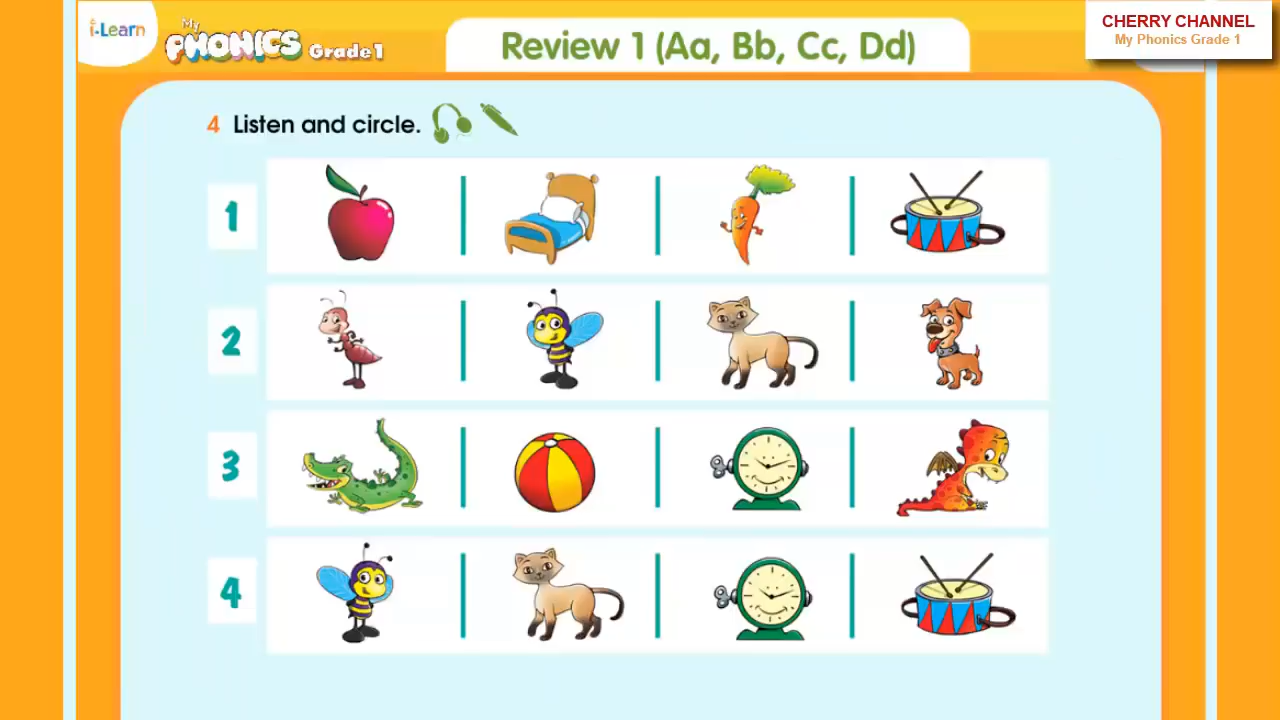 i-Learn
My
PHONICS Grade 1
Review 1 (Aa, Bb, Cc, Dd)
CHERRY CHANNEL
My Phonics Grade 1
4 Listen and circle.
1
2
3
4